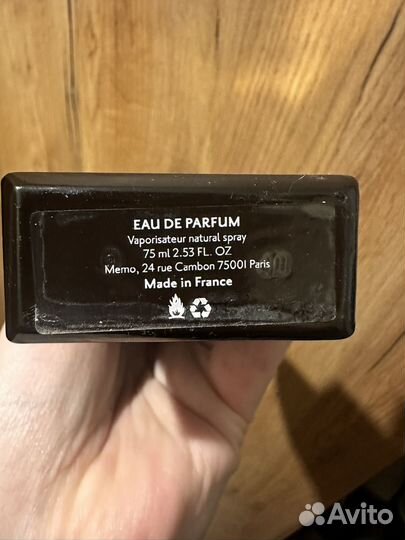 EAU DE PARFUM
Vaporisateur natural spray
75 ml 2.53 FL. OZ
Memo, 24 rue Cambon 75001 Paris
Made in France
Avito